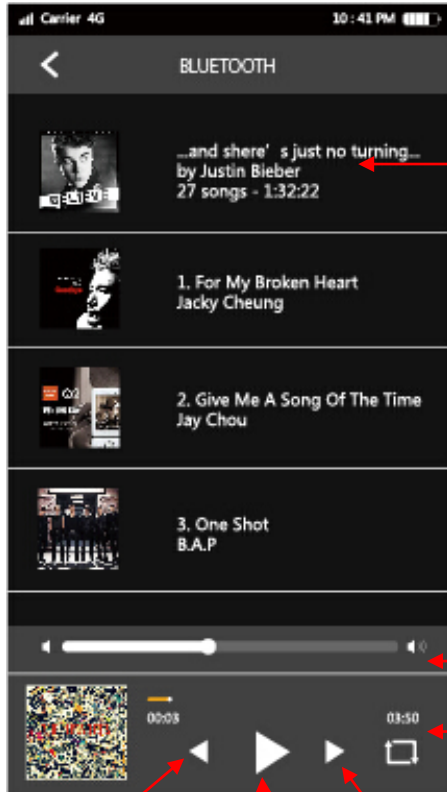 Carrier 4G
10:41 PM
BLUETOOTH
...and shere's just no turning...
by Justin Bieber
27 songs - 1:32:22
1. For My Broken Heart
Jacky Cheung
2. Give Me A Song Of The Time
Jay Chou
3. One Shot
B.A.P
00:03
03:50